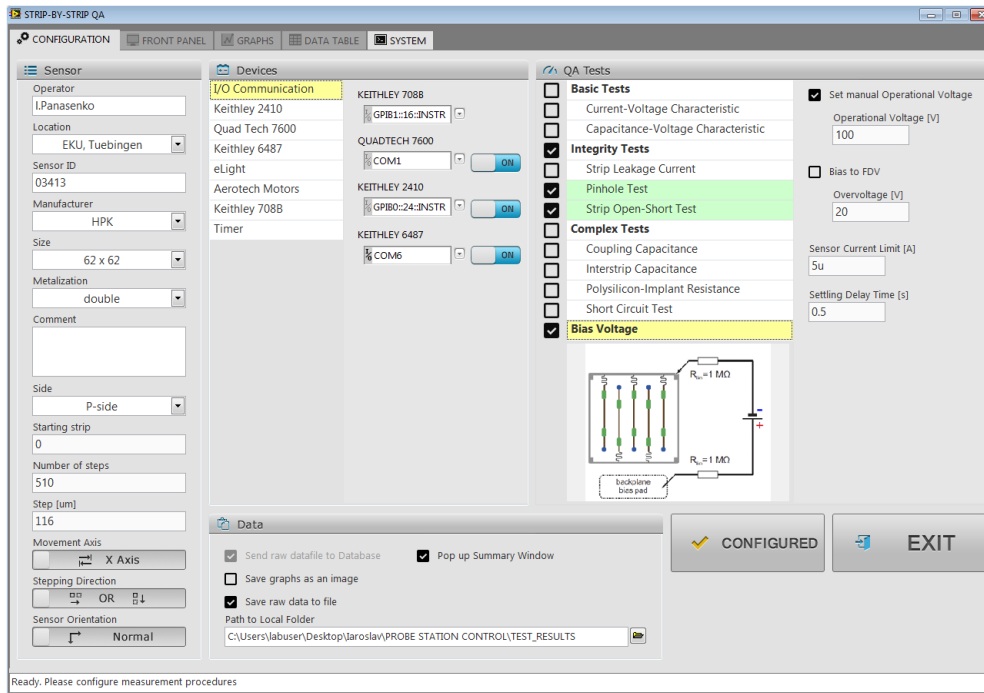 STRIP-BY-STRIP QA
CONFIGURATION
FRONT PANEL
GRAPHS
DATA TABLE
SYSTEM
Sensor
Operator
I.Panasenko
Location
EKU, Tuebingen
Sensor ID
03413
Manufacturer
HPK
Size
62 x 62
Metalization
double
Comment
Side
P-side
Starting strip
0
Number of steps
510
Step [um]
116
Movement Axis
X Axis
Stepping Direction
OR
Sensor Orientation
Normal
Devices
I/O Communication
Keithley 2410
Quad Tech 7600
Keithley 6487
eLight
Aerotech Motors
Keithley 708B
Timer
KEITHLEY 708B
GPIB1::16::INSTR
QUADTECH 7600
COM1
ON
KEITHLEY 2410
GPIB0::24::INSTR
ON
KEITHLEY 6487
COM6
ON
QA Tests
Basic Tests
Current-Voltage Characteristic
Capacitance-Voltage Characteristic
Integrity Tests
Strip Leakage Current
Pinhole Test
Strip Open-Short Test
Complex Tests
Coupling Capacitance
Interstrip Capacitance
Polysilicon-Implant Resistance
Short Circuit Test
Bias Voltage
=1 MΩ
- 
+
=1 MΩ
backplane
bias pad
Set manual Operational Voltage
Operational Voltage [V]
100
Bias to FDV
Overvoltage [V]
20
Sensor Current Limit [A]
5u
Settling Delay Time [s]
0.5
Data
Send raw datafile to Database
Pop up Summary Window
Save graphs as an image
Save raw data to file
Path to Local Folder
C:\Users\labuser\Desktop\Iaroslav\PROBE STATION CONTROL\TEST_RESULTS
CONFIGURED
EXIT
Ready. Please configure measurement procedures